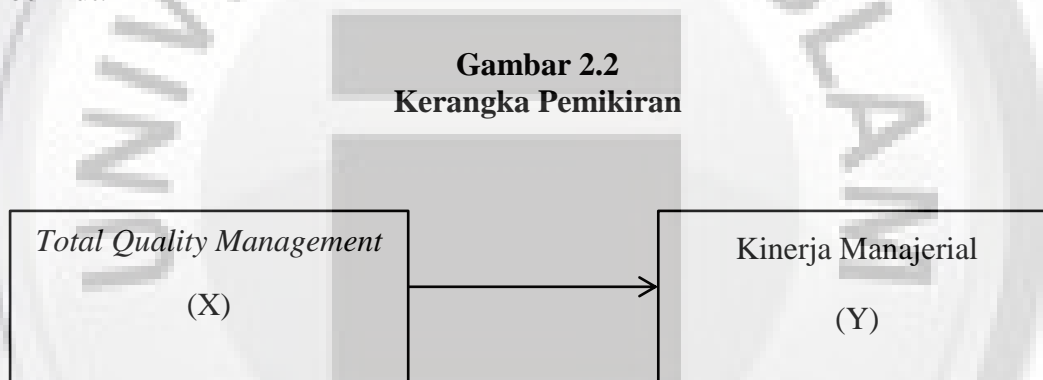 Gambar 2.2
Kerangka Pemikiran
Total Quality Management
(X)
Kinerja Manajerial
(Y)